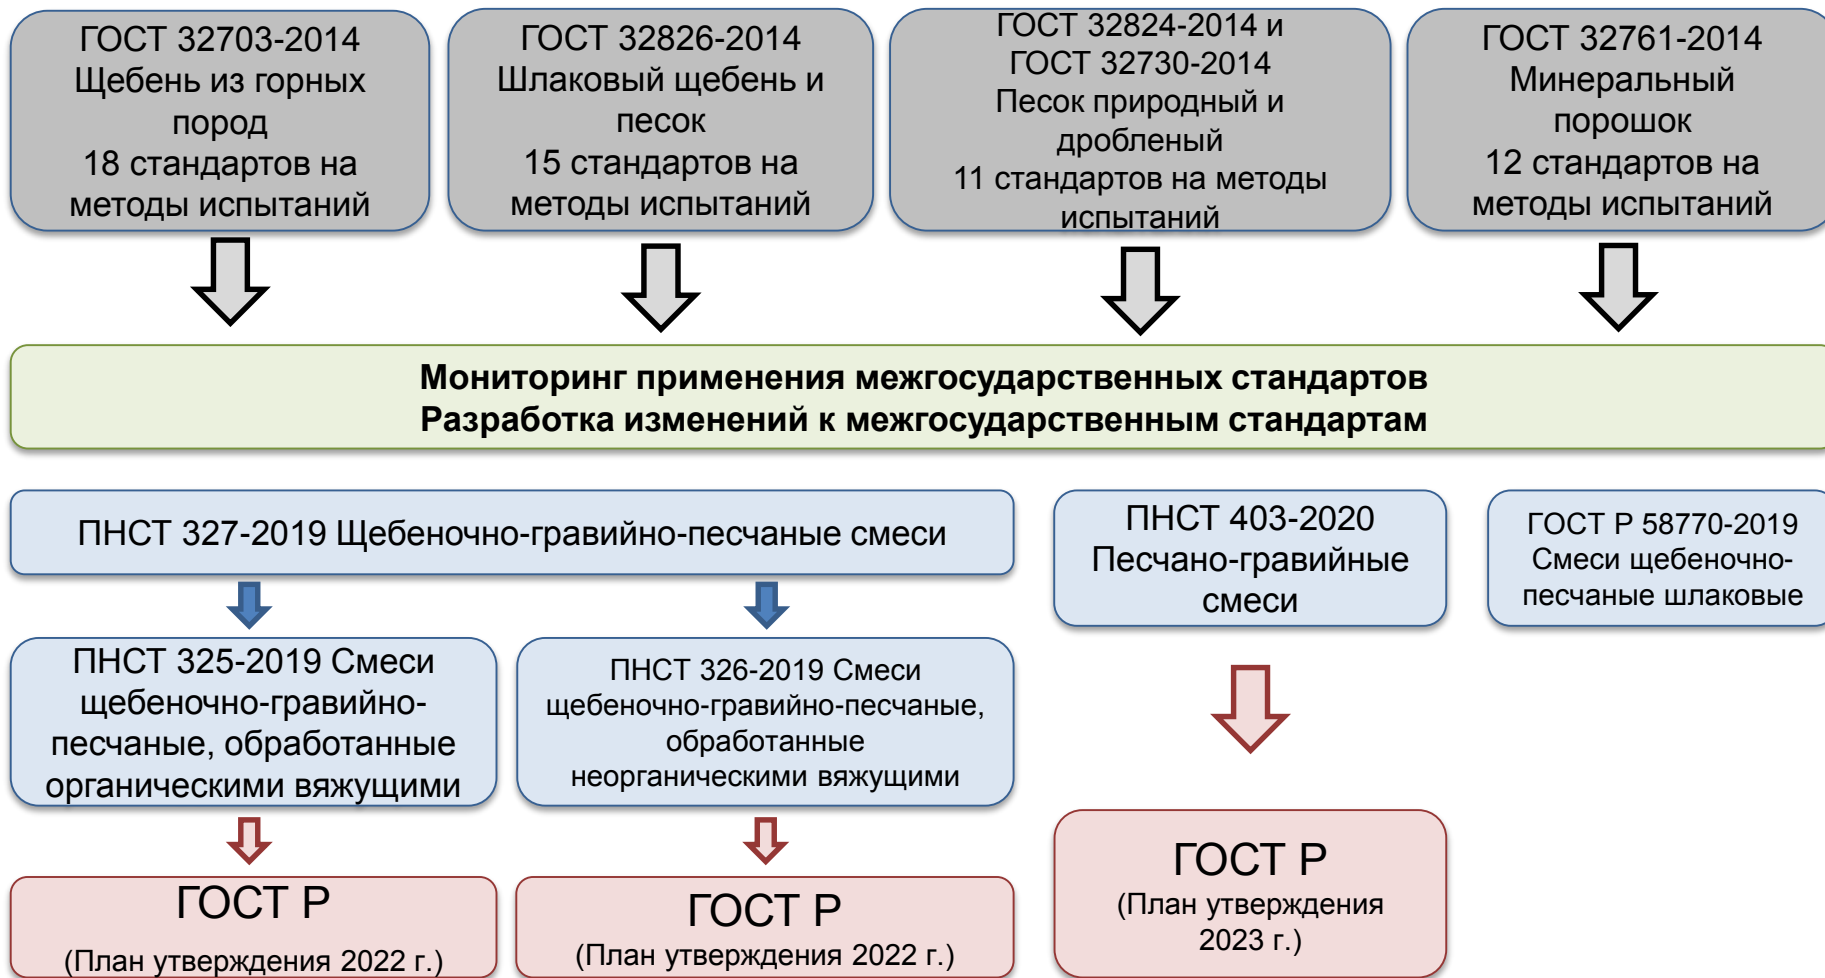 ГОСТ 32703-2014
Щебень из горных
пород
18 стандартов на
методы испытаний
ГОСТ 32826-2014
Шлаковый щебень и
песок
15 стандартов на
методы испытаний
ГОСТ 32824-2014 и
ГОСТ 32730-2014
Песок природный и
дробленый
11 стандартов на методы
испытаний
ГОСТ 32761-2014
Минеральный
порошок
12 стандартов на
методы испытаний
Мониторинг применения межгосударственных стандартов
Разработка изменений к межгосударственным стандартам
ПНСТ 327-2019 Щебеночно-гравийно-песчаные смеси
ПНСТ 403-2020
Песчано-гравийные
смеси
ГОСТ Р 58770-2019
Смеси щебеночно-
песчаные шлаковые
ПНСТ 325-2019 Смеси
щебеночно-гравийно-
песчаные, обработанные
органическими вяжущими
ПНСТ 326-2019 Смеси
щебеночно-гравийно-песчаные,
обработанные
неорганическими вяжущими
ГОСТ Р
(План утверждения 2022 г.)
ГОСТ Р
(План утверждения 2022 г.)
ГОСТ Р
(План утверждения
2023 г.)